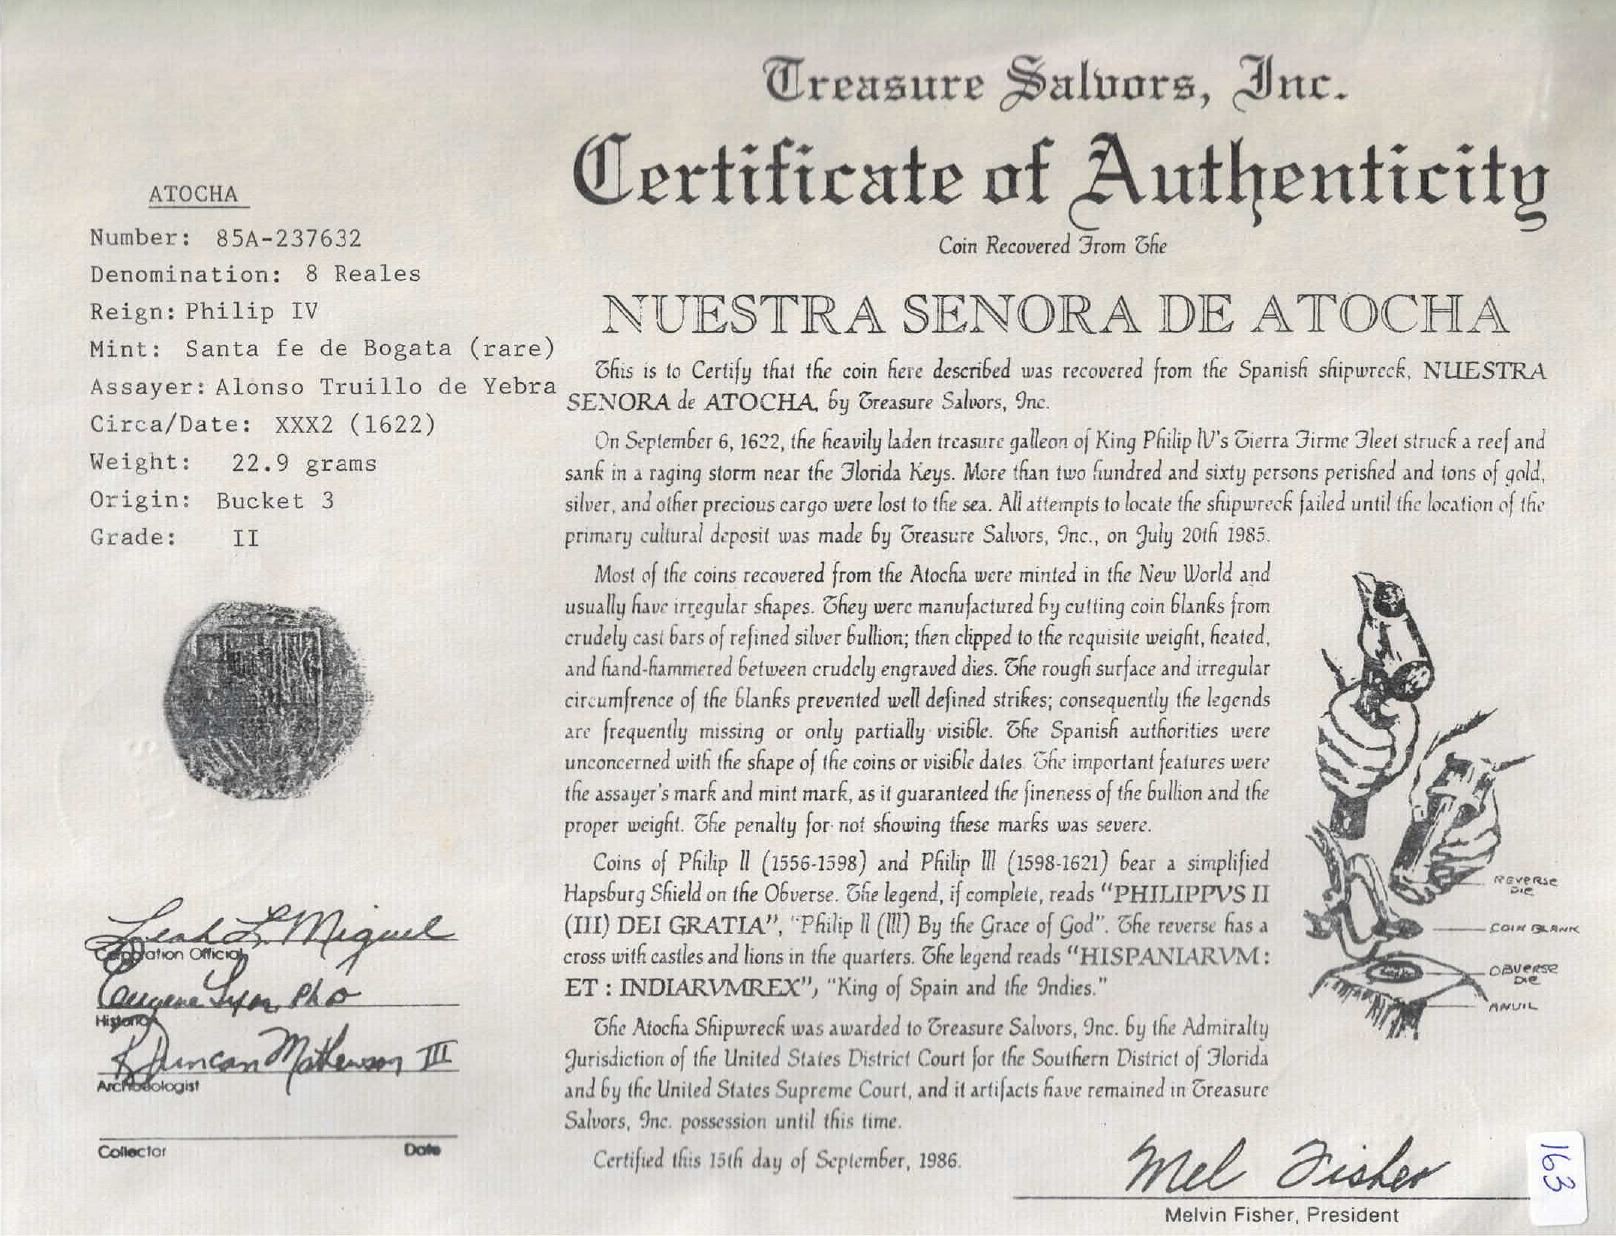 Treasure Salvors, Inc.
Certificate of Authenticity
Coin Recovered From The
NUESTRA SENORA DE ATOCHA
ATOCHA
Number: 85A-237632
Denomination: 8 Reales
Reign: Philip IV
Mint: Santa fe de Bogata (rare)
Assayer: Alonso Truillo de Yebra
Circa/Date: XXX2 (1622)
Weight: 22.9 grams
Origin: Bucket 3
Grade: II
This is to Certify that the coin here described was recovered from the Spanish shipwreck, NUESTRA
SENORA de ATOCHA, by Treasure Salvors, Inc.
On September 6, 1622, the heavily laden treasure galleon of King Philip IV's Tierra Firme Fleet struck a reef and
sank in a raging storm near the Florida Keys. More than two hundred and sixty persons perished and tons of gold,
silver, and other precious cargo were lost to the sea. All attempts to locate the shipwreck failed until the location of the
primary cultural deposit was made by Treasure Salvors, Inc., on July 20th 1985.
Most of the coins recovered from the Atocha were minted in the New World and
usually have irregular shapes. They were manufactured by cutting coin blanks from
crudely cast bars of refined silver bullion; then clipped to the requisite weight, heated,
and hand-hammered between crudely engraved dies. The rough surface and irregular
circumfrence of the blanks prevented well defined strikes; consequently the legends
are frequently missing or only partially visible. The Spanish authorities were
unconcerned with the shape of the coins or visible dates. The important features were
the assayer's mark and mint mark, as it guaranteed the fineness of the bullion and the
proper weight. The penalty for not showing these marks was severe.
Coins of Philip II (1556-1598) and Philip III (1598-1621) bear a simplified
Hapsburg Shield on the Obverse. The legend, if complete, reads "PHILIPPVS II
(III) DEI GRATIA", "Philip II (III) By the Grace of God". The reverse has a
cross with castles and lions in the quarters. The legend reads "HISPANIARVM :
ET : INDIARVMREX", "King of Spain and the Indies."
The Atocha Shipwreck was awarded to Treasure Salvors, Inc. by the Admiralty
Jurisdiction of the United States District Court for the Southern District of Florida
and by the United States Supreme Court, and it artifacts have remained in Treasure
Salvors, Inc. possession until this time.
Certified this 15th day of September, 1986.
REVERSE
DIE
COIN BLANK
OBVERSE
DIE
ANVIL
Leah L. Miguel
Corporation Official
Eugene Lyon, PhD
Historian
R Duncan Mathewson III
Archaeologist
Collector Date
Mel Fisher
Melvin Fisher, President
163